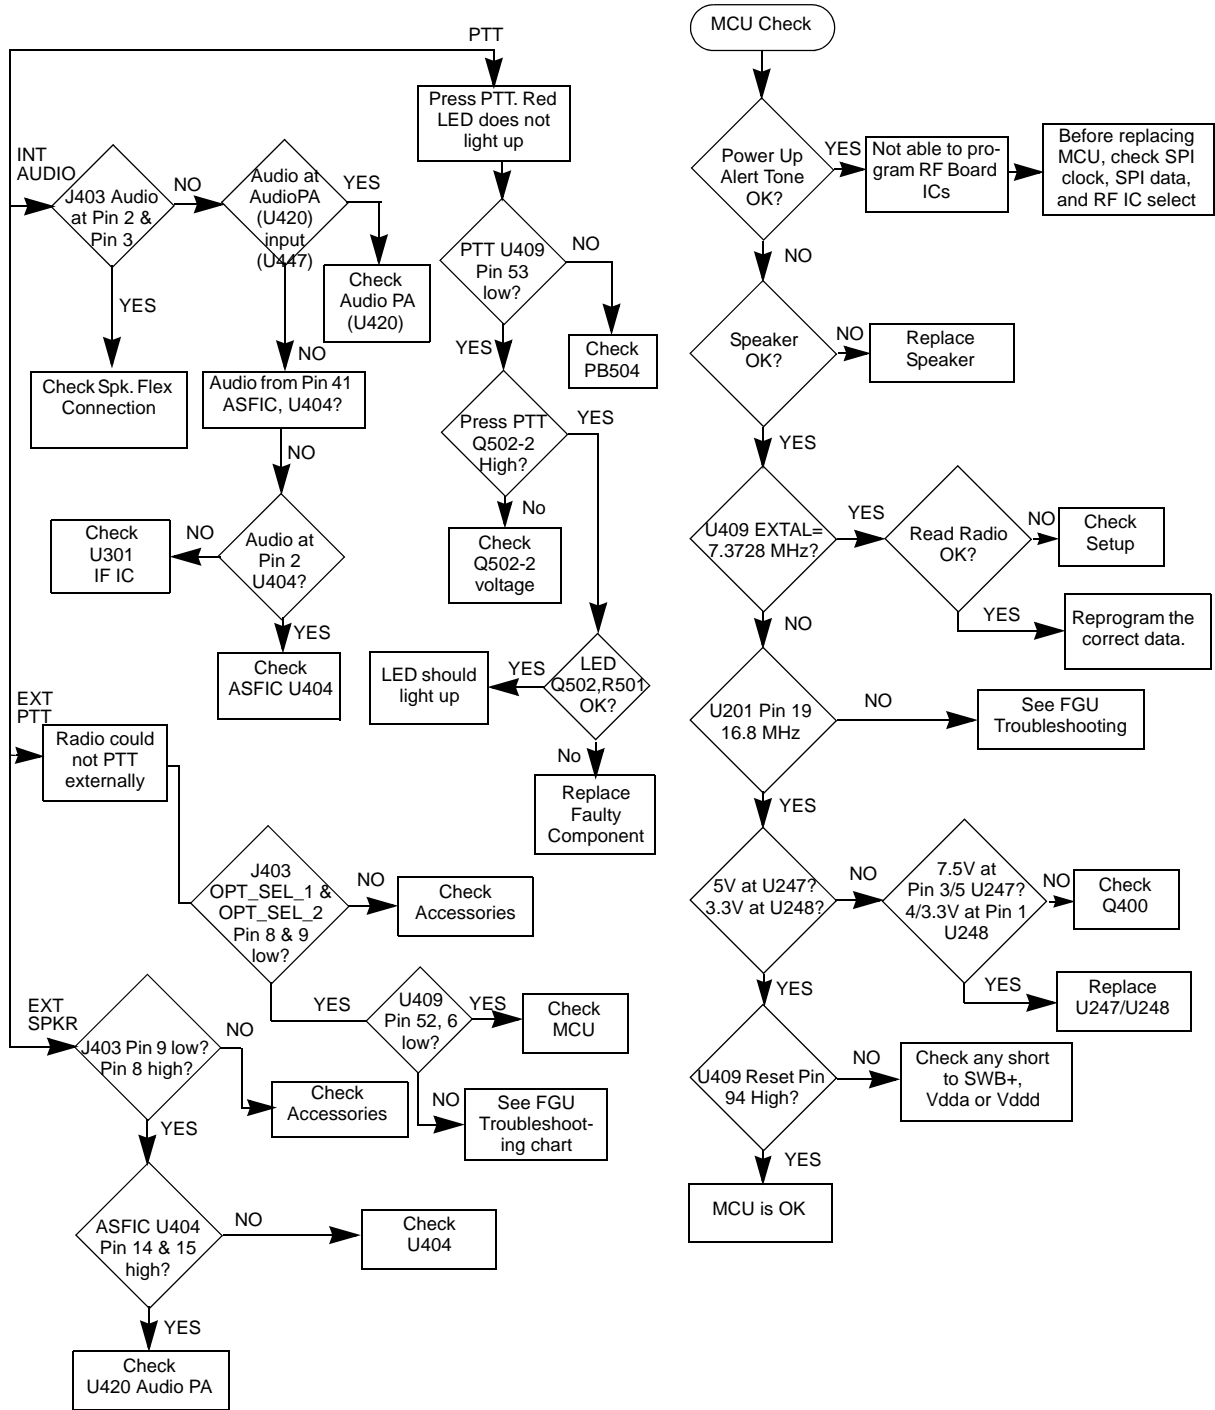 PTT
Press PTT. Red
LED does not
light up
INT
AUDIO
J403 Audio
at Pin 2 &
Pin 3
NO
Audio at
AudioPA
(U420)
input
(U447)
YES
Check
Audio PA
(U420)
YES
Check Spk. Flex
Connection
NO
Audio from Pin 41
ASFIC, U404?
NO
Audio at
Pin 2
U404?
NO
Check
U301
IF IC
YES
Check
ASFIC U404
PTT U409
Pin 53
low?
NO
Check
PB504
YES
Press PTT
Q502-2
High?
YES
No
Check
Q502-2
voltage
LED
Q502,R501
OK?
YES
LED should
light up
No
Replace
Faulty
Component
EXT
PTT
Radio could
not PTT
externally
J403
OPT_SEL_1 &
OPT_SEL_2
Pin 8 & 9
low?
NO
Check
Accessories
YES
U409
Pin 52, 6
low?
YES
Check
MCU
NO
See FGU
Troubleshoot-
ing chart
EXT
SPKR
J403 Pin 9 low?
Pin 8 high?
NO
Check
Accessories
YES
ASFIC U404
Pin 14 & 15
high?
NO
Check
U404
YES
Check
U420 Audio PA
MCU Check
Power Up
Alert Tone
OK?
YES
Not able to pro-
gram RF Board
ICs
Before replacing
MCU, check SPI
clock, SPI data,
and RF IC select
NO
Speaker
OK?
NO
Replace
Speaker
YES
U409 EXTAL=
7.3728 MHz?
YES
Read Radio
OK?
NO
Check
Setup
YES
Reprogram the
correct data.
NO
U201 Pin 19
16.8 MHz
NO
See FGU
Troubleshooting
YES
5V at U247?
3.3V at U248?
NO
7.5V at
Pin 3/5 U247?
4/3.3V at Pin 1
U248
NO
Check
Q400
YES
Replace
U247/U248
YES
U409 Reset Pin
94 High?
NO
Check any short
to SWB+,
Vdda or Vddd
YES
MCU is OK